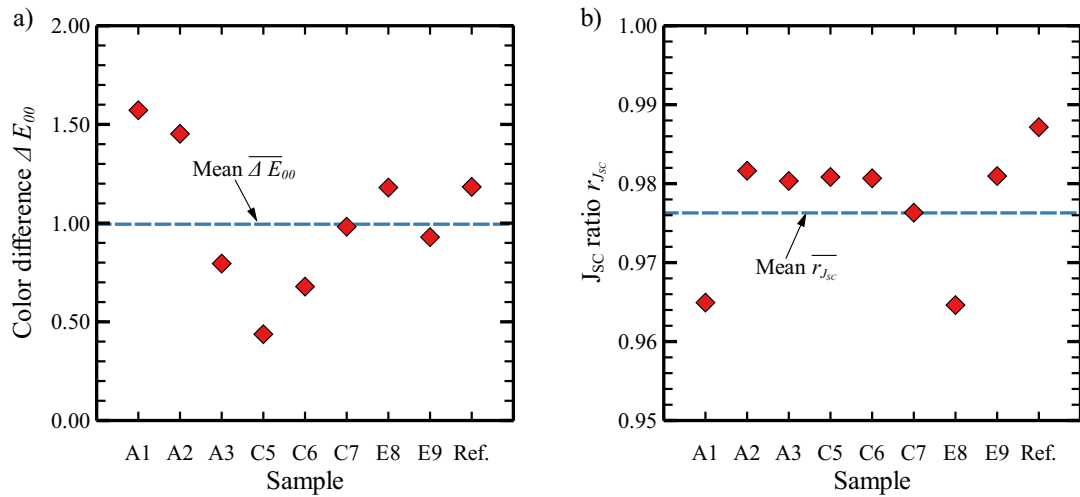 a)
2.00
1.50
1.00
0.50
0.00
Color difference Δ E00
Mean Δ E00
A1 A2 A3 C5 C6 C7 E8 E9 Ref.
Sample
b)
1.00
0.99
0.98
0.97
0.96
0.95
JSC ratio rJSC
Mean rJSC
A1 A2 A3 C5 C6 C7 E8 E9 Ref.
Sample